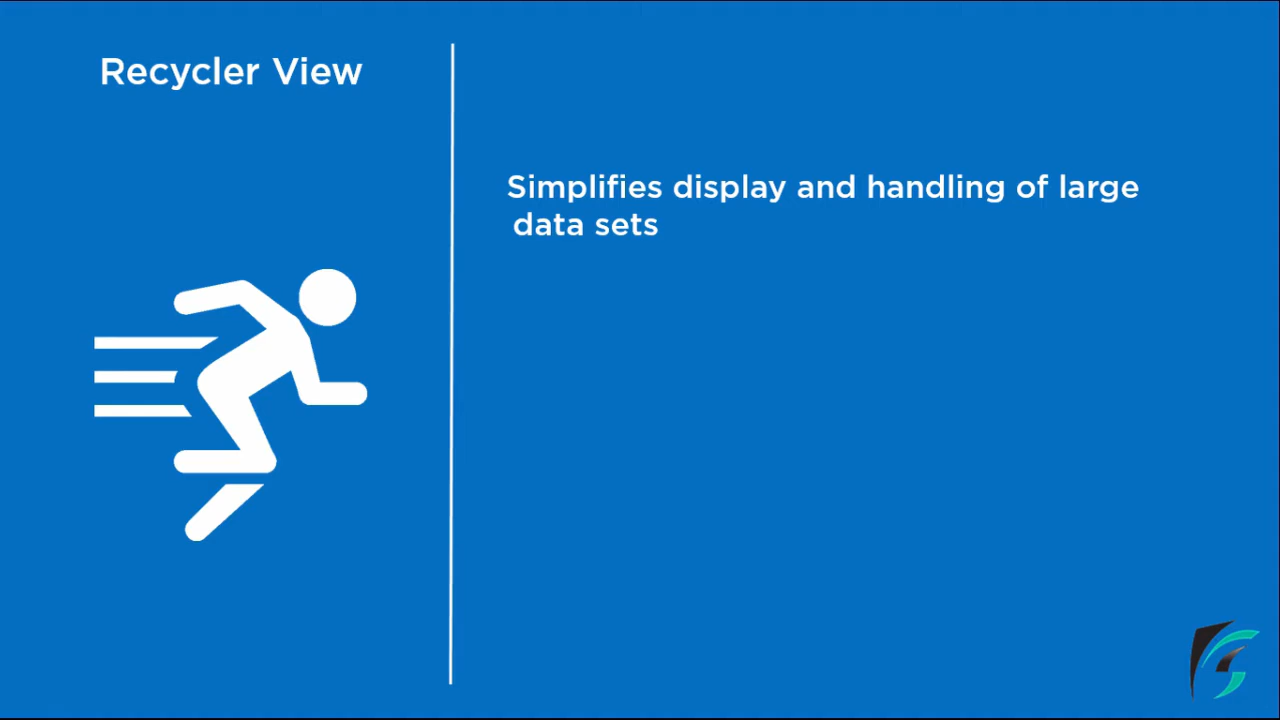 Recycler View
Simplifies display and handling of large
data sets